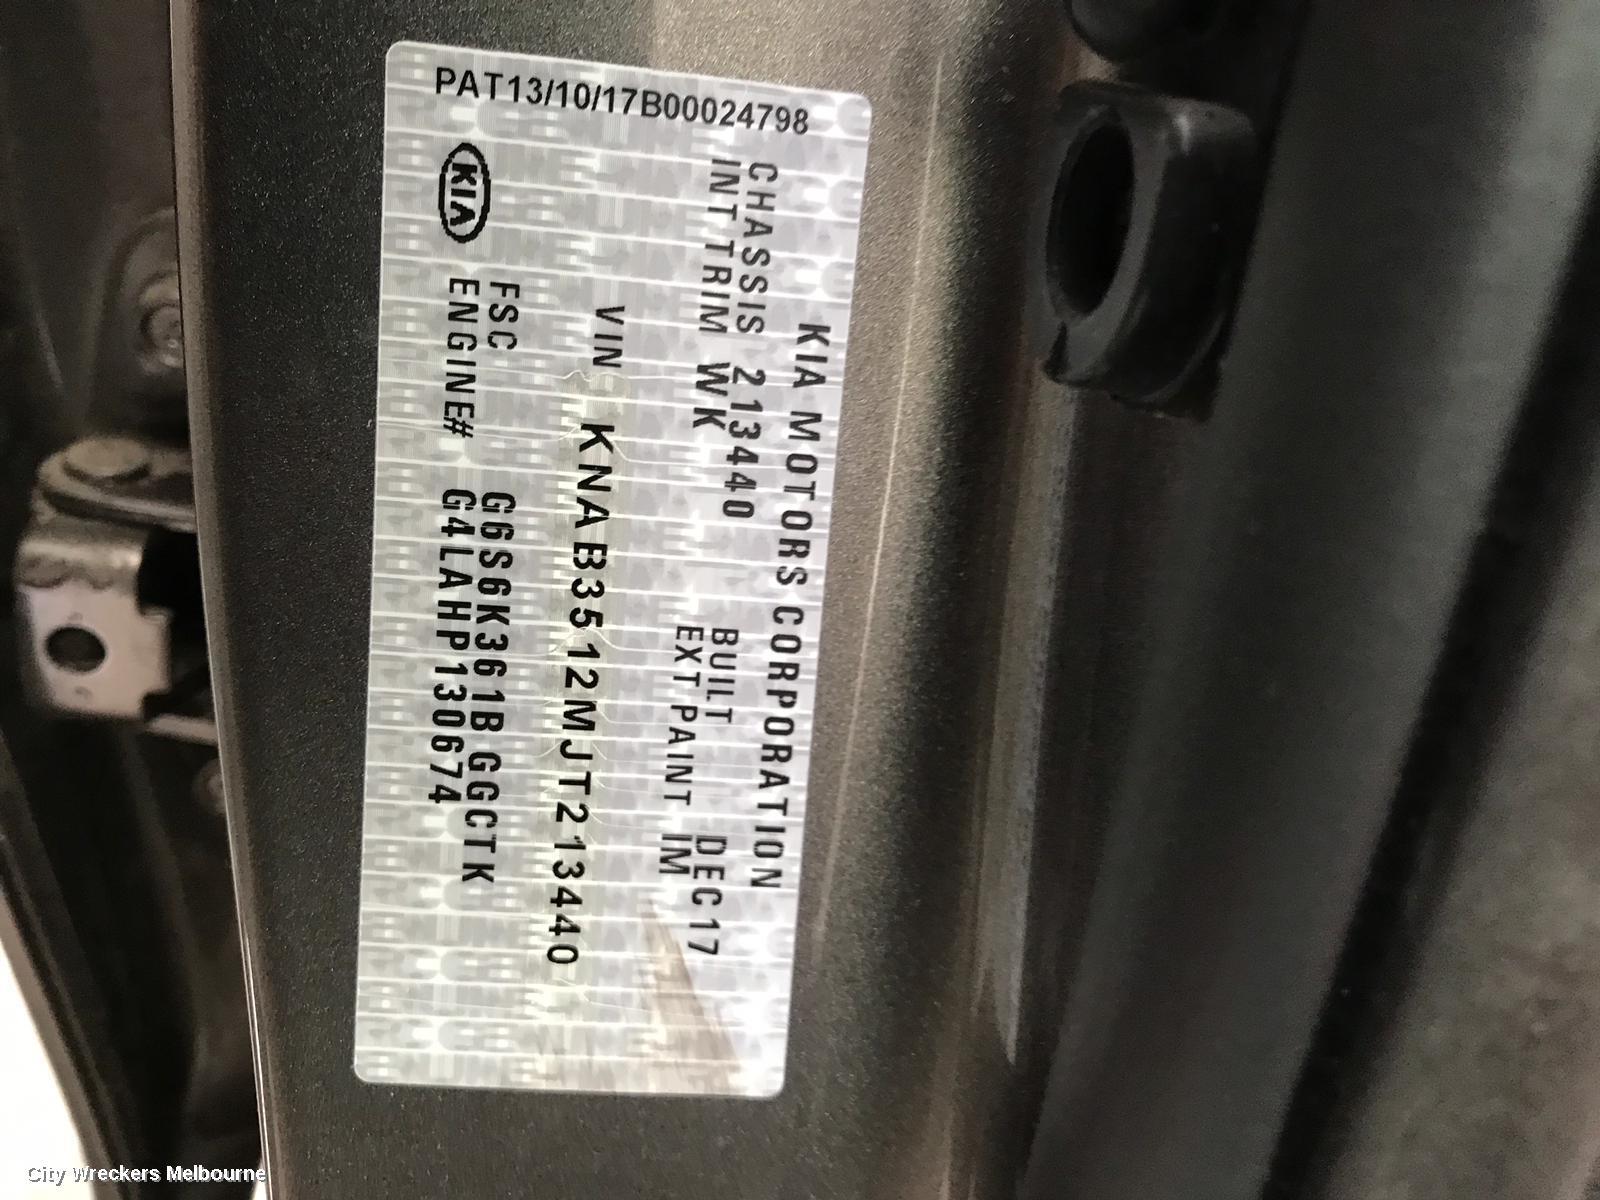 PAT13/10/17B00024798
KIA MOTORS CORPORATION
CHASSIS 213440 BUILT DEC17
INT TRIM WK EXT PAINT IM
VIN KNAB3512MJT213440
FSC G6S6K361B GGCTK
KIA ENGINE# G4LAHP130674
City Wreckers Melbourne